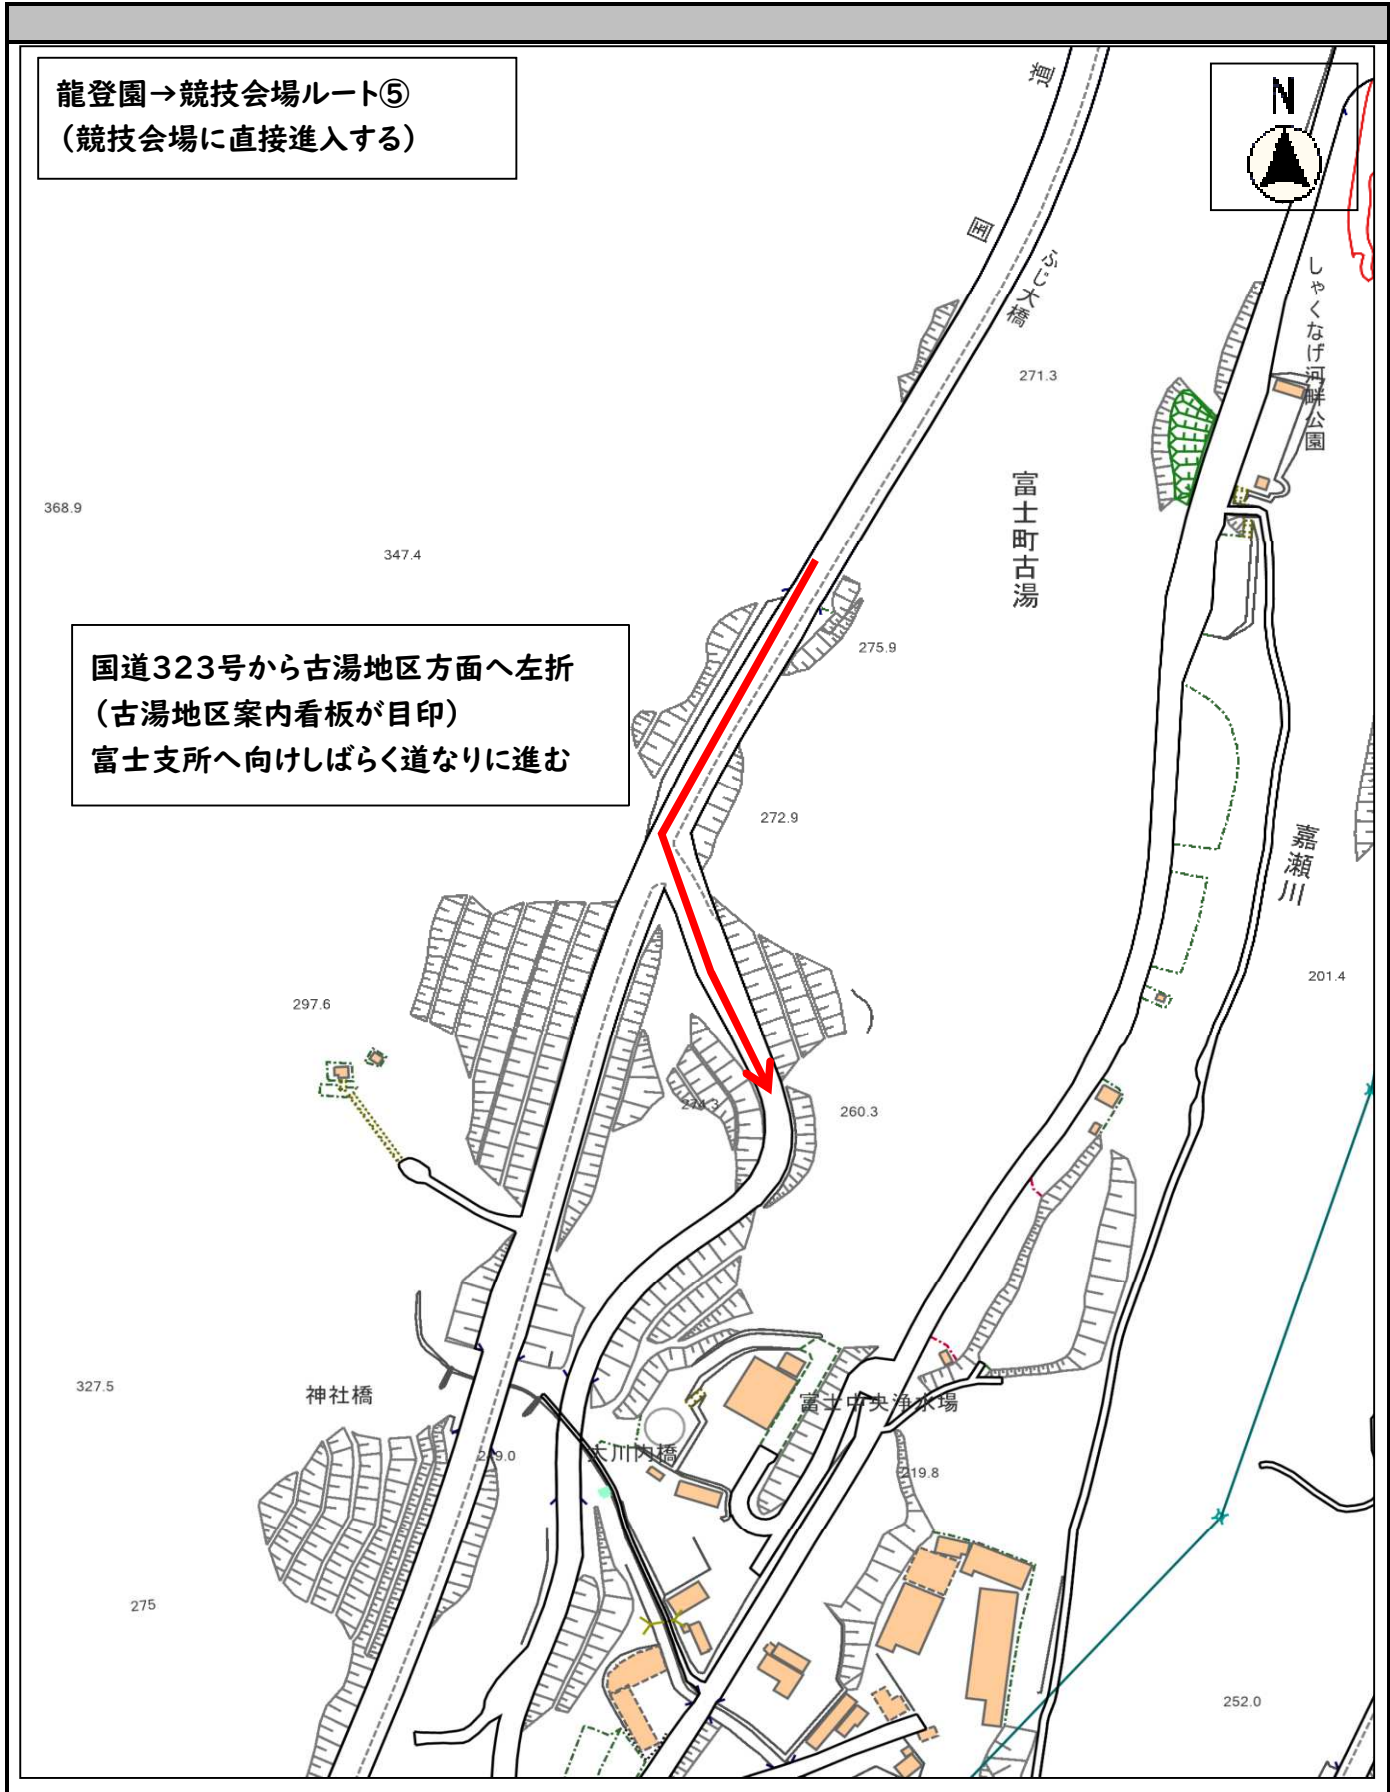 龍登園→競技会場ルート⑤
（競技会場に直接進入する）
N
道
国
ふじ大橋
しゃくなげ河畔公園
271.3
富士町古湯
368.9
347.4
275.9
国道323号から古湯地区方面へ左折
（古湯地区案内看板が目印）
富士支所へ向けしばらく道なりに進む
272.9
嘉瀬川
201.4
297.6
260.3
327.5
神社橋
富士中央浄水場
大川内橋
219.8
275
252.0